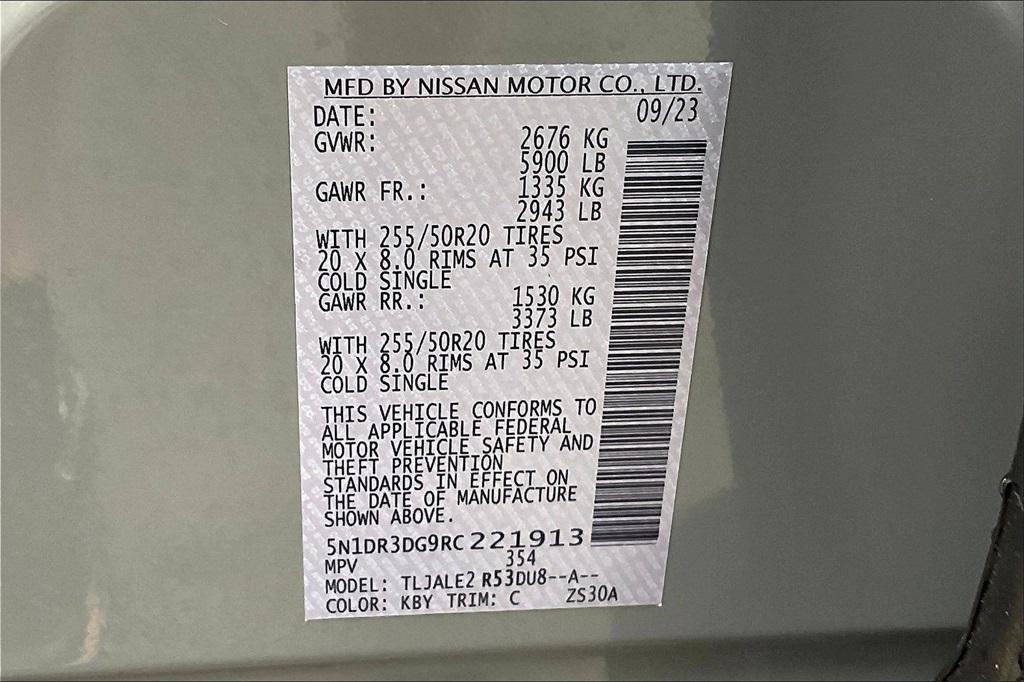 MFD BY NISSAN MOTOR CO., LTD.
DATE: 09/23
GVWR: 2676 KG
5900 LB
GAWR FR.: 1335 KG
2943 LB
WITH 255/50R20 TIRES
20 X 8.0 RIMS AT 35 PSI
COLD SINGLE
GAWR RR.: 1530 KG
3373 LB
WITH 255/50R20 TIRES
20 X 8.0 RIMS AT 35 PSI
COLD SINGLE
THIS VEHICLE CONFORMS TO
ALL APPLICABLE FEDERAL
MOTOR VEHICLE SAFETY AND
THEFT PREVENTION
STANDARDS IN EFFECT ON
THE DATE OF MANUFACTURE
SHOWN ABOVE.
5N1DR3DG9RC221913
MPV 354
MODEL: TLJALE2 R53DU8--A--
COLOR: KBY TRIM: C ZS30A